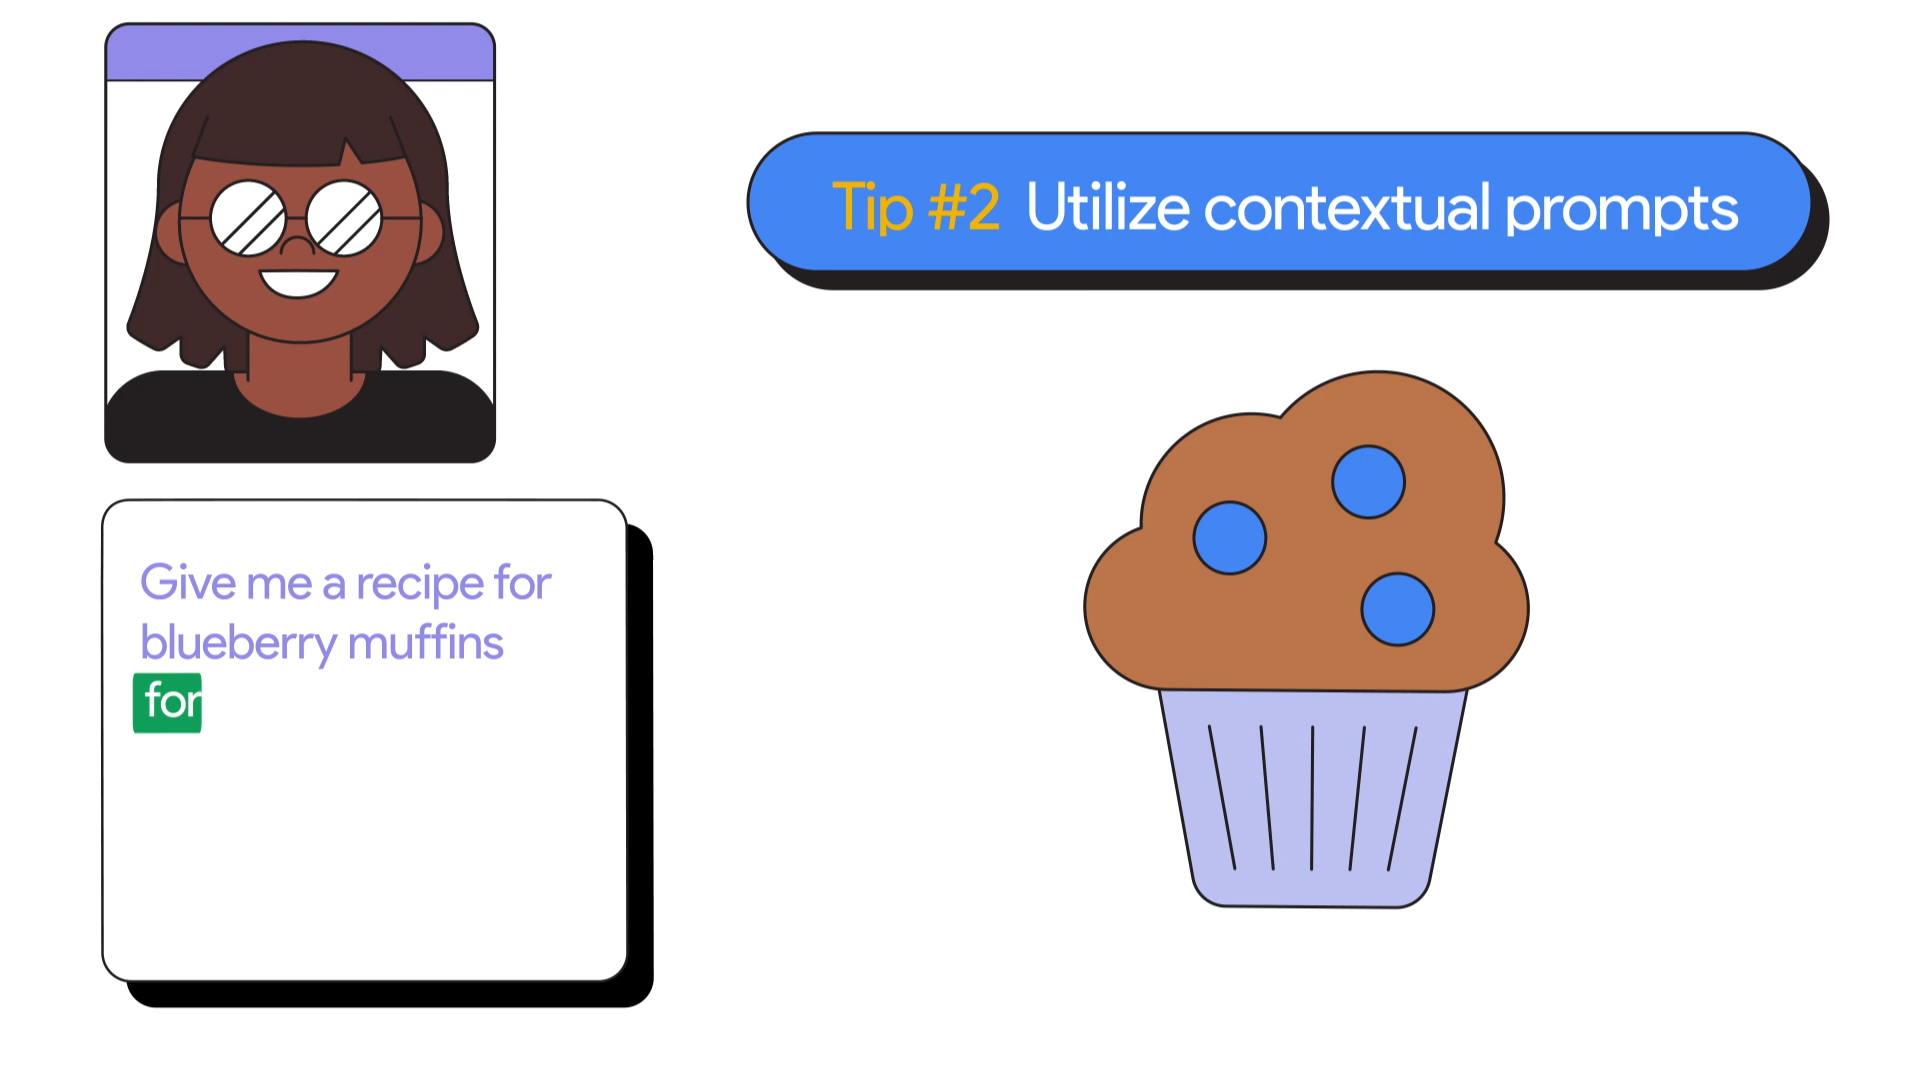 Tip #2 Utilize contextual prompts
Give me a recipe for
blueberry muffins
for